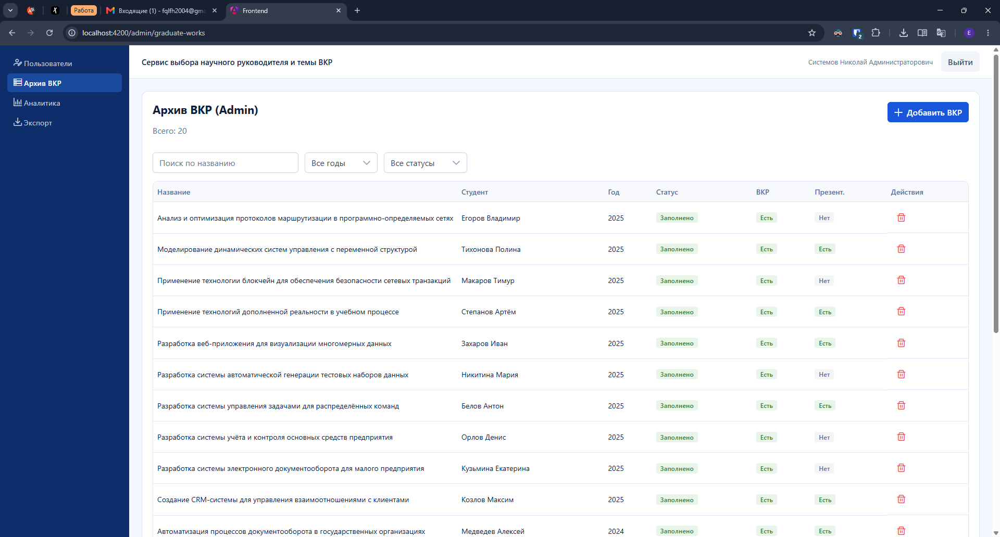 Работа
Входящие (1) - fqlfh2004@gma
Frontend
localhost:4200/admin/graduate-works
2
E
Пользователи
Архив ВКР
Аналитика
Экспорт
Сервис выбора научного руководителя и темы ВКР
Системов Николай Администраторович
Выйти
Архив ВКР (Admin)
Добавить ВКР
Всего: 20
Поиск по названию
Все годы
Все статусы
Название Студент Год Статус ВКР Презент. Действия
Анализ и оптимизация протоколов маршрутизации в программно-определяемых сетях Егоров Владимир 2025 Заполнено Есть Нет
Моделирование динамических систем управления с переменной структурой Тихонова Полина 2025 Заполнено Есть Есть
Применение технологии блокчейн для обеспечения безопасности сетевых транзакций Макаров Тимур 2025 Заполнено Есть Нет
Применение технологий дополненной реальности в учебном процессе Степанов Артём 2025 Заполнено Есть Есть
Разработка веб-приложения для визуализации многомерных данных Захаров Иван 2025 Заполнено Есть Есть
Разработка системы автоматической генерации тестовых наборов данных Никитина Мария 2025 Заполнено Есть Нет
Разработка системы управления задачами для распределённых команд Белов Антон 2025 Заполнено Есть Есть
Разработка системы учёта и контроля основных средств предприятия Орлов Денис 2025 Заполнено Есть Нет
Разработка системы электронного документооборота для малого предприятия Кузьмина Екатерина 2025 Заполнено Есть Нет
Создание CRM-системы для управления взаимоотношениями с клиентами Козлов Максим 2025 Заполнено Есть Есть
Автоматизация процессов документооборота в государственных организациях Медведев Алексей 2024 Заполнено Есть Есть